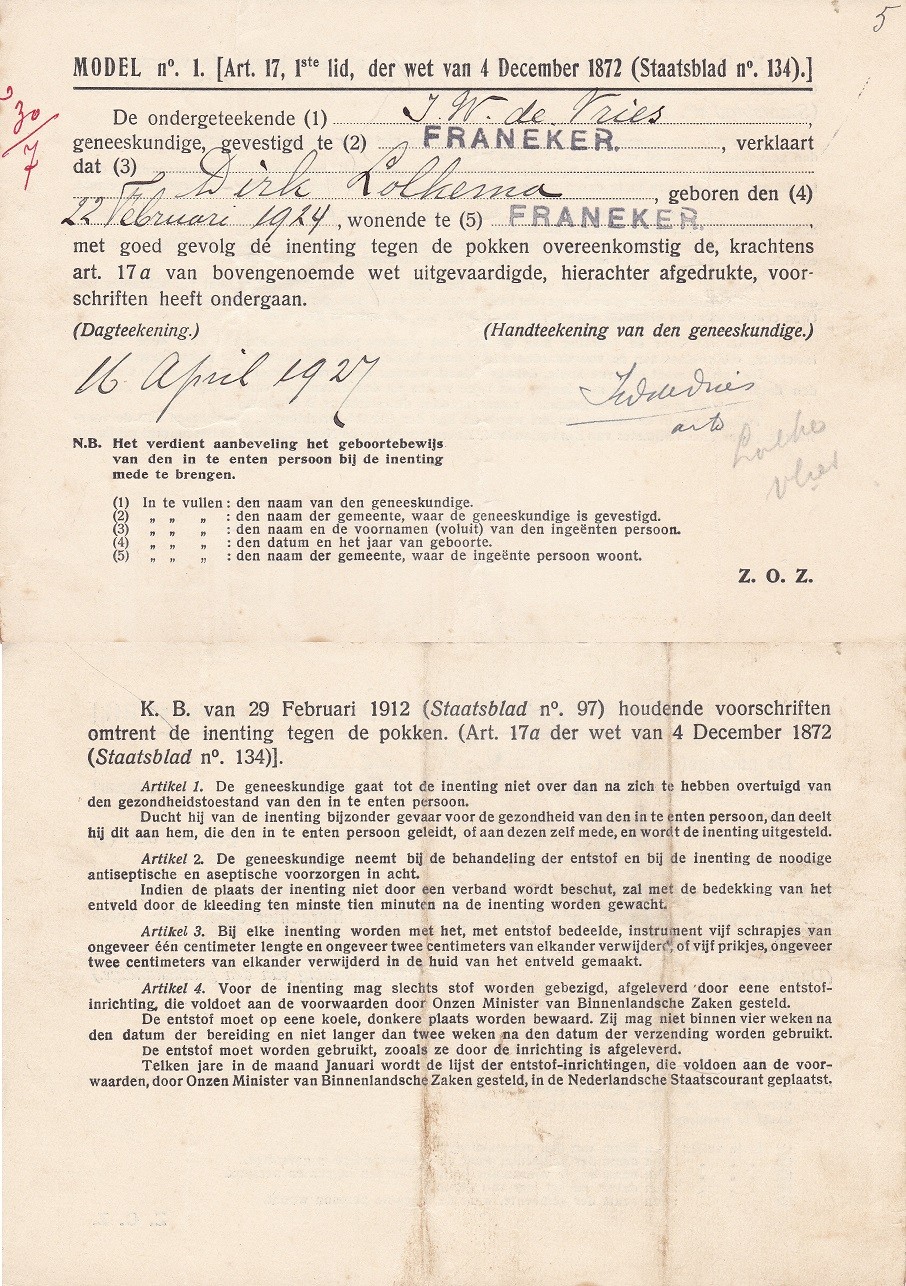 5
MODEL nº. 1. [Art. 17, 1ste lid, der wet van 4 December 1872 (Staatsblad nº. 134).]
30/7
De ondergeteekende (1) J. W. de Vries,
geneeskundige, gevestigd te (2) FRANEKER., verklaart
dat (3) Dirk Lolkema, geboren den (4)
22 Februari 1924, wonende te (5) FRANEKER.,
met goed gevolg de inenting tegen de pokken overeenkomstig de, krachtens
art. 17a van bovengenoemde wet uitgevaardigde, hierachter afgedrukte, voor-
schriften heeft ondergaan.
(Dagteekening.) (Handteekening van den geneeskundige.)
16 April 1927
JWdeVries
arts
N.B. Het verdient aanbeveling het geboortebewijs
van den in te enten persoon bij de inenting
mede te brengen.
(1) In te vullen : den naam van den geneeskundige.
(2) „ „ „ : den naam der gemeente, waar de geneeskundige is gevestigd.
(3) „ „ „ : den naam en de voornamen (voluit) van den ingeënten persoon.
(4) „ „ „ : den datum en het jaar van geboorte.
(5) „ „ „ : den naam der gemeente, waar de ingeënte persoon woont.
Z. O. Z.
K. B. van 29 Februari 1912 (Staatsblad nº. 97) houdende voorschriften
omtrent de inenting tegen de pokken. (Art. 17a der wet van 4 December 1872
(Staatsblad nº. 134)].
Artikel 1. De geneeskundige gaat tot de inenting niet over dan na zich te hebben overtuigd van
den gezondheidstoestand van den in te enten persoon.
Ducht hij van de inenting bijzonder gevaar voor de gezondheid van den in te enten persoon, dan deelt
hij dit aan hem, die den in te enten persoon geleidt, of aan dezen zelf mede, en wordt de inenting uitgesteld.
Artikel 2. De geneeskundige neemt bij de behandeling der entstof en bij de inenting de noodige
antiseptische en aseptische voorzorgen in acht.
Indien de plaats der inenting niet door een verband wordt beschut, zal met de bedekking van het
entveld door de kleeding ten minste tien minuten na de inenting worden gewacht.
Artikel 3. Bij elke inenting worden met het, met entstof bedeelde, instrument vijf schrapjes van
ongeveer één centimeter lengte en ongeveer twee centimeters van elkander verwijderd, of vijf prikjes, ongeveer
twee centimeters van elkander verwijderd in de huid van het entveld gemaakt.
Artikel 4. Voor de inenting mag slechts stof worden gebezigd, afgeleverd door eene entstof-
inrichting, die voldoet aan de voorwaarden door Onzen Minister van Binnenlandsche Zaken gesteld.
De entstof moet op eene koele, donkere plaats worden bewaard. Zij mag niet binnen vier weken na
den datum der bereiding en niet langer dan twee weken na den datum der verzending worden gebruikt.
De entstof moet worden gebruikt, zooals ze door de inrichting is afgeleverd.
Telken jare in de maand Januari wordt de lijst der entstof-inrichtingen, die voldoen aan de voor-
waarden, door Onzen Minister van Binnenlandsche Zaken gesteld, in de Nederlandsche Staatscourant geplaatst.